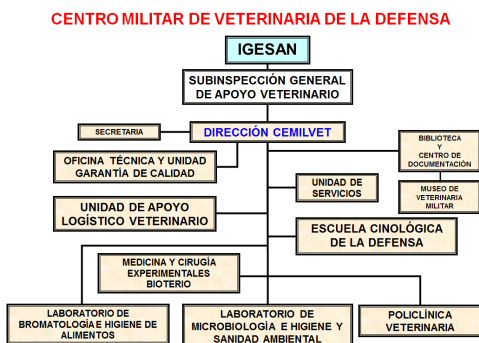 CENTRO MILITAR DE VETERINARIA DE LA DEFENSA
IGESAN
SUBINSPECCIÓN GENERAL
DE APOYO VETERINARIO
SECRETARIA
DIRECCIÓN CEMILVET
BIBLIOTECA
Y
CENTRO DE
DOCUMENTACIÓN
OFICINA TÉCNICA Y UNIDAD
GARANTÍA DE CALIDAD
UNIDAD DE
SERVICIOS
MUSEO DE
VETERINARIA
MILITAR
UNIDAD DE APOYO
LOGÍSTICO VETERINARIO
ESCUELA CINOLÓGICA
DE LA DEFENSA
MEDICINA Y CIRUGÍA
EXPERIMENTALES
BIOTERIO
LABORATORIO DE
BROMATOLOGÍA E HIGIENE DE
ALIMENTOS
LABORATORIO DE
MICROBIOLOGÍA E HIGIENE Y
SANIDAD AMBIENTAL
POLICLÍNICA
VETERINARIA